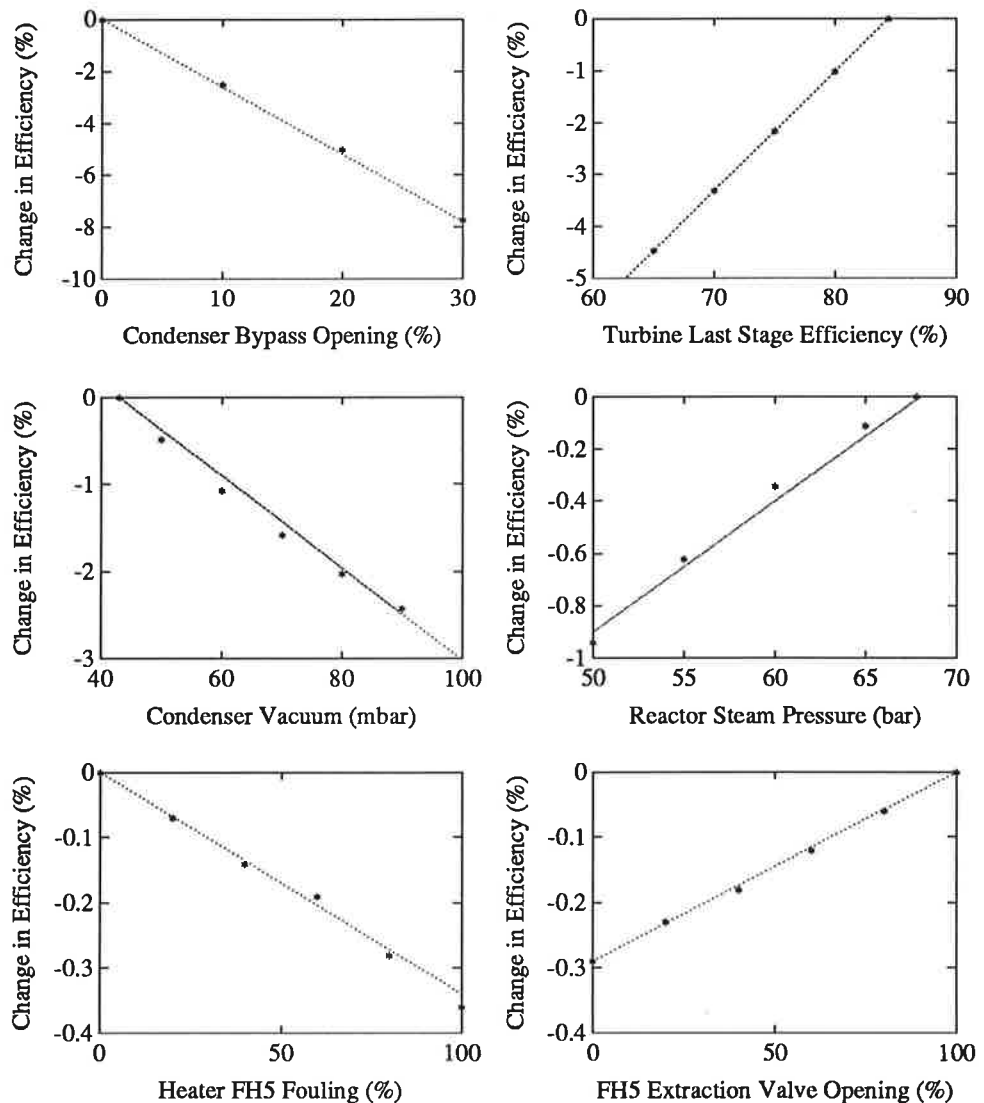 Change in Efficiency (%)
0
-2
-4
-6
-8
-10
0 10 20 30
Condenser Bypass Opening (%)
Change in Efficiency (%)
0
-1
-2
-3
-4
-5
60 70 80 90
Turbine Last Stage Efficiency (%)
Change in Efficiency (%)
0
-1
-2
-3
40 60 80 100
Condenser Vacuum (mbar)
Change in Efficiency (%)
0
-0.2
-0.4
-0.6
-0.8
-1
50 55 60 65 70
Reactor Steam Pressure (bar)
Change in Efficiency (%)
0
-0.1
-0.2
-0.3
-0.4
0 50 100
Heater FH5 Fouling (%)
Change in Efficiency (%)
0
-0.1
-0.2
-0.3
-0.4
0 50 100
FH5 Extraction Valve Opening (%)